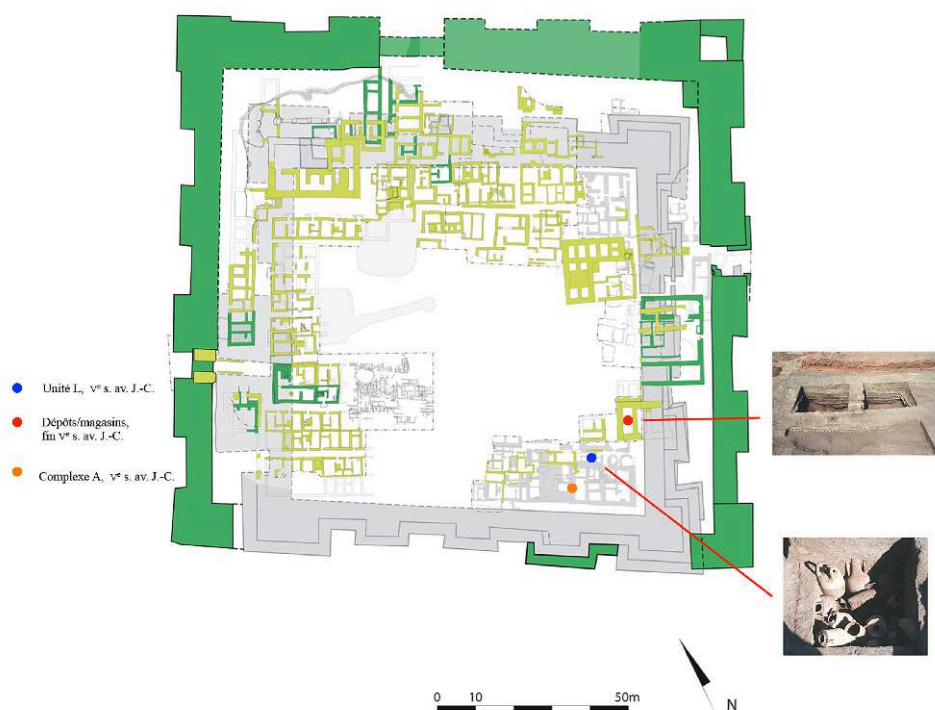 Unité L, Vᵉ s. av. J.-C.
Dépôts/magasins,
fin Vᵉ s. av. J.-C.
Complexe A, Vᵉ s. av. J.-C.
0 10 50m
N